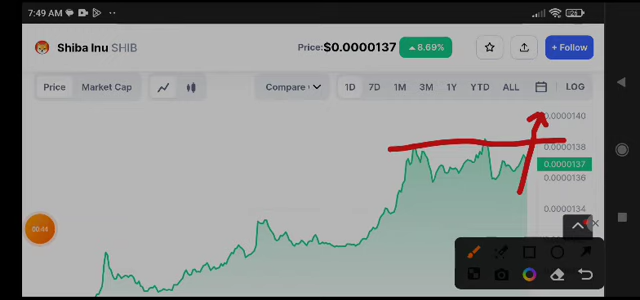 7:49 AM
Shiba Inu SHIB
Price:$0.0000137
8.69%
+ Follow
Price
Market Cap
Compare
1D
7D
1M
3M
1Y
YTD
ALL
LOG
0.0000140
0.0000138
0.0000137
0.0000136
0.0000134
00:44